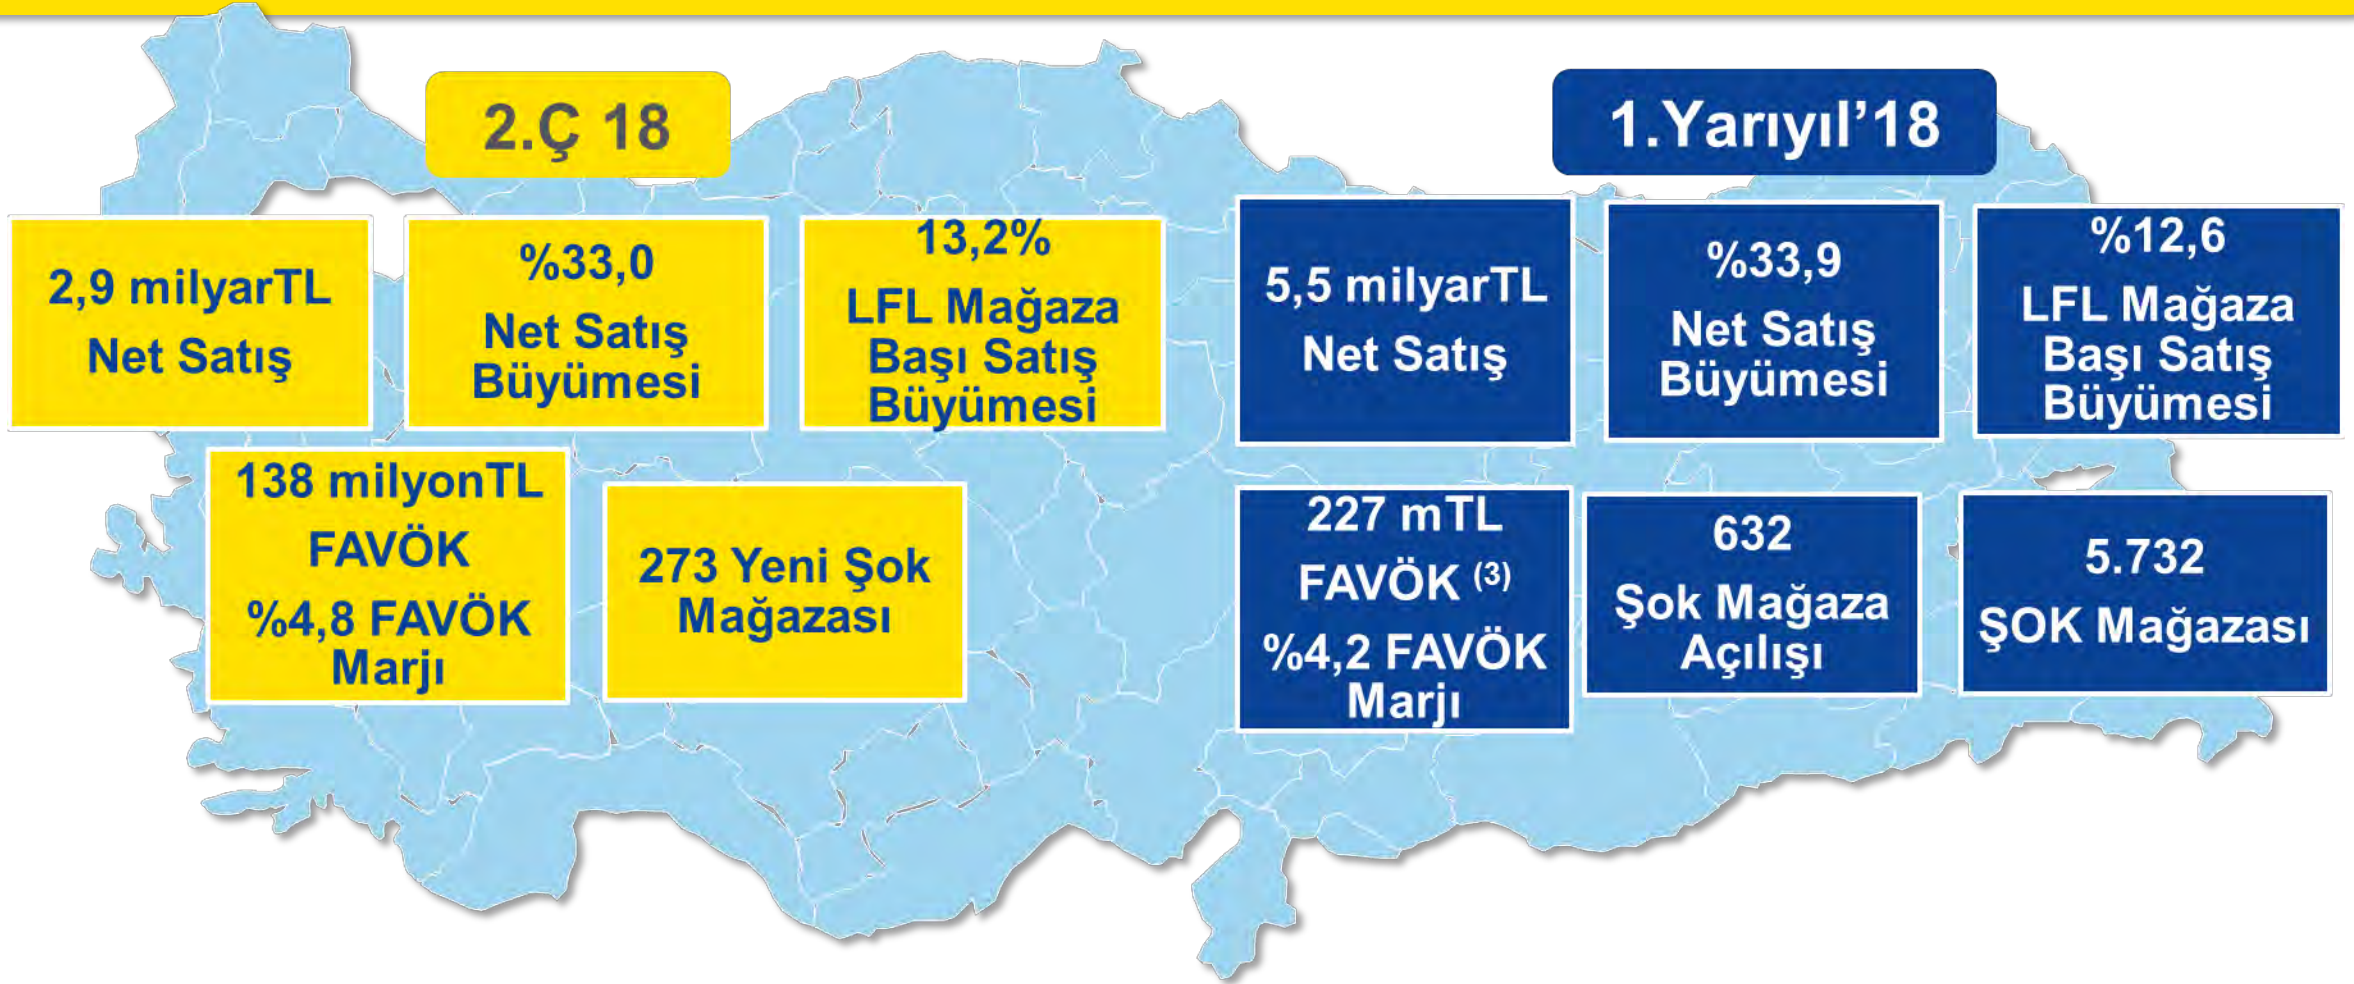 2.Ç 18
2,9 milyarTL
Net Satış
%33,0
Net Satış
Büyümesi
13,2%
LFL Mağaza
Başı Satış
Büyümesi
138 milyonTL
FAVÖK
%4,8 FAVÖK
Marjı
273 Yeni Şok
Mağazası
1.Yarıyıl’18
5,5 milyarTL
Net Satış
%33,9
Net Satış
Büyümesi
%12,6
LFL Mağaza
Başı Satış
Büyümesi
227 mTL
FAVÖK (3)
%4,2 FAVÖK
Marjı
632
Şok Mağaza
Açılışı
5.732
ŞOK Mağazası